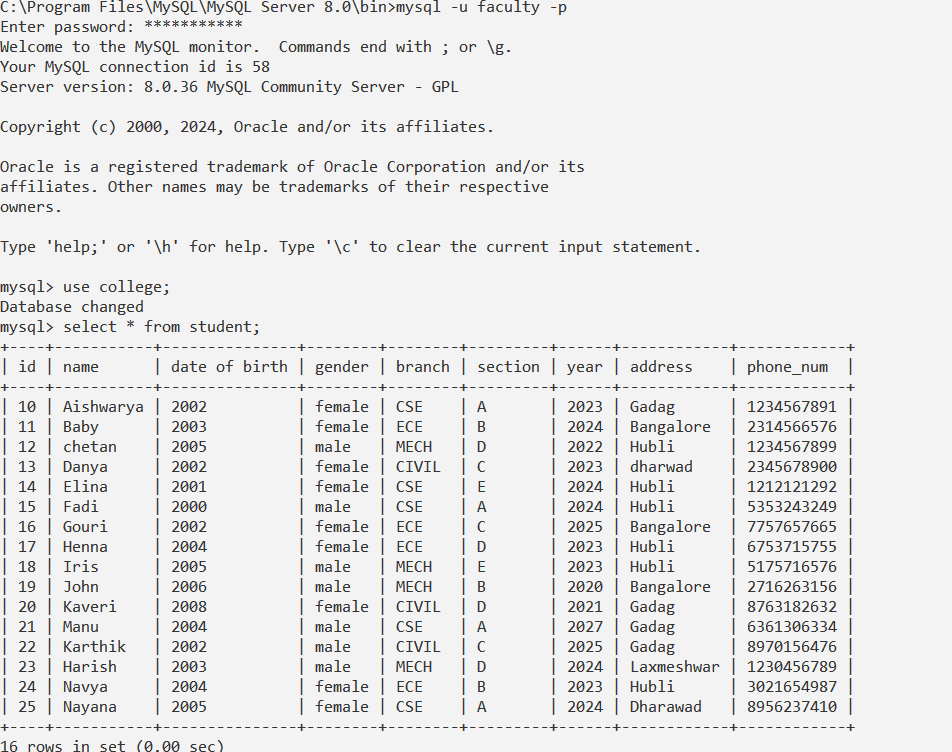 C:\Program Files\MySQL\MySQL Server 8.0\bin>mysql -u faculty -p
Enter password: ***********
Welcome to the MySQL monitor.  Commands end with ; or \g.
Your MySQL connection id is 58
Server version: 8.0.36 MySQL Community Server - GPL
Copyright (c) 2000, 2024, Oracle and/or its affiliates.
Oracle is a registered trademark of Oracle Corporation and/or its
affiliates. Other names may be trademarks of their respective
owners.
Type 'help;' or '\h' for help. Type '\c' to clear the current input statement.
mysql> use college;
Database changed
mysql> select * from student;
+----+-----------+---------------+--------+--------+---------+------+------------+------------+
| id | name      | date of birth | gender | branch | section | year | address    | phone_num  |
+----+-----------+---------------+--------+--------+---------+------+------------+------------+
| 10 | Aishwarya | 2002          | female | CSE    | A       | 2023 | Gadag      | 1234567891 |
| 11 | Baby      | 2003          | female | ECE    | B       | 2024 | Bangalore  | 2314566576 |
| 12 | chetan    | 2005          | male   | MECH   | D       | 2022 | Hubli      | 1234567899 |
| 13 | Danya     | 2002          | female | CIVIL  | C       | 2023 | dharwad    | 2345678900 |
| 14 | Elina     | 2001          | female | CSE    | E       | 2024 | Hubli      | 1212121292 |
| 15 | Fadi      | 2000          | male   | CSE    | A       | 2024 | Hubli      | 5353243249 |
| 16 | Gouri     | 2002          | female | ECE    | C       | 2025 | Bangalore  | 7757657665 |
| 17 | Henna     | 2004          | female | ECE    | D       | 2023 | Hubli      | 6753715755 |
| 18 | Iris      | 2005          | male   | MECH   | E       | 2023 | Hubli      | 5175716576 |
| 19 | John      | 2006          | male   | MECH   | B       | 2020 | Bangalore  | 2716263156 |
| 20 | Kaveri    | 2008          | female | CIVIL  | D       | 2021 | Gadag      | 8763182632 |
| 21 | Manu      | 2004          | male   | CSE    | A       | 2027 | Gadag      | 6361306334 |
| 22 | Karthik   | 2002          | male   | CIVIL  | C       | 2025 | Gadag      | 8970156476 |
| 23 | Harish    | 2003          | male   | MECH   | D       | 2024 | Laxmeshwar | 1230456789 |
| 24 | Navya     | 2004          | female | ECE    | B       | 2023 | Hubli      | 3021654987 |
| 25 | Nayana    | 2005          | female | CSE    | A       | 2024 | Dharawad   | 8956237410 |
+----+-----------+---------------+--------+--------+---------+------+------------+------------+
16 rows in set (0.00 sec)